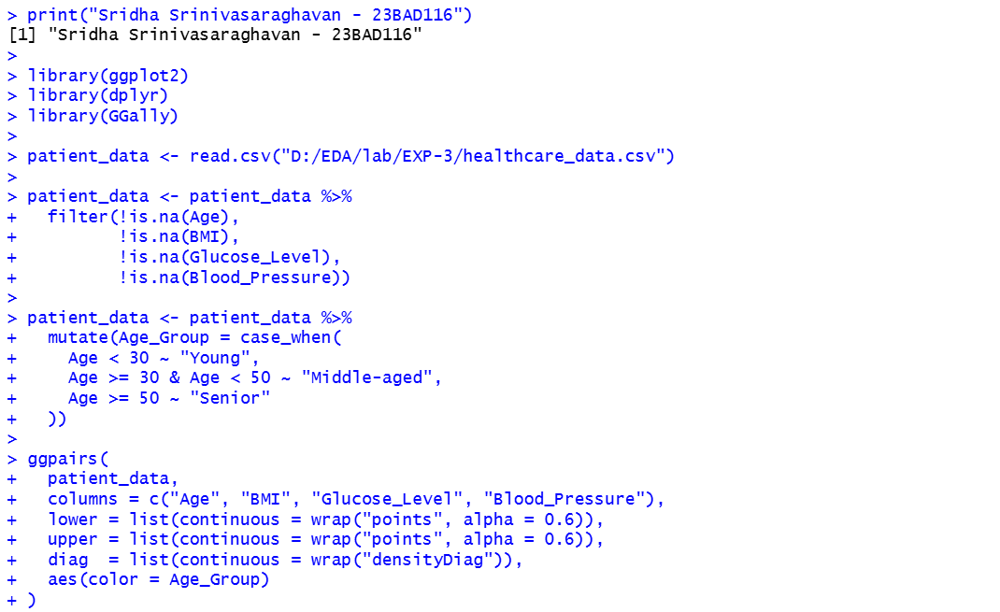 > print("Sridha Srinivasaraghavan - 23BAD116")
[1] "Sridha Srinivasaraghavan - 23BAD116"
>
> library(ggplot2)
> library(dplyr)
> library(GGally)
>
> patient_data <- read.csv("D:/EDA/lab/EXP-3/healthcare_data.csv")
>
> patient_data <- patient_data %>%
+   filter(!is.na(Age),
+          !is.na(BMI),
+          !is.na(Glucose_Level),
+          !is.na(Blood_Pressure))
>
> patient_data <- patient_data %>%
+   mutate(Age_Group = case_when(
+     Age < 30 ~ "Young",
+     Age >= 30 & Age < 50 ~ "Middle-aged",
+     Age >= 50 ~ "Senior"
+   ))
>
> ggpairs(
+   patient_data,
+   columns = c("Age", "BMI", "Glucose_Level", "Blood_Pressure"),
+   lower = list(continuous = wrap("points", alpha = 0.6)),
+   upper = list(continuous = wrap("points", alpha = 0.6)),
+   diag  = list(continuous = wrap("densityDiag")),
+   aes(color = Age_Group)
+ )